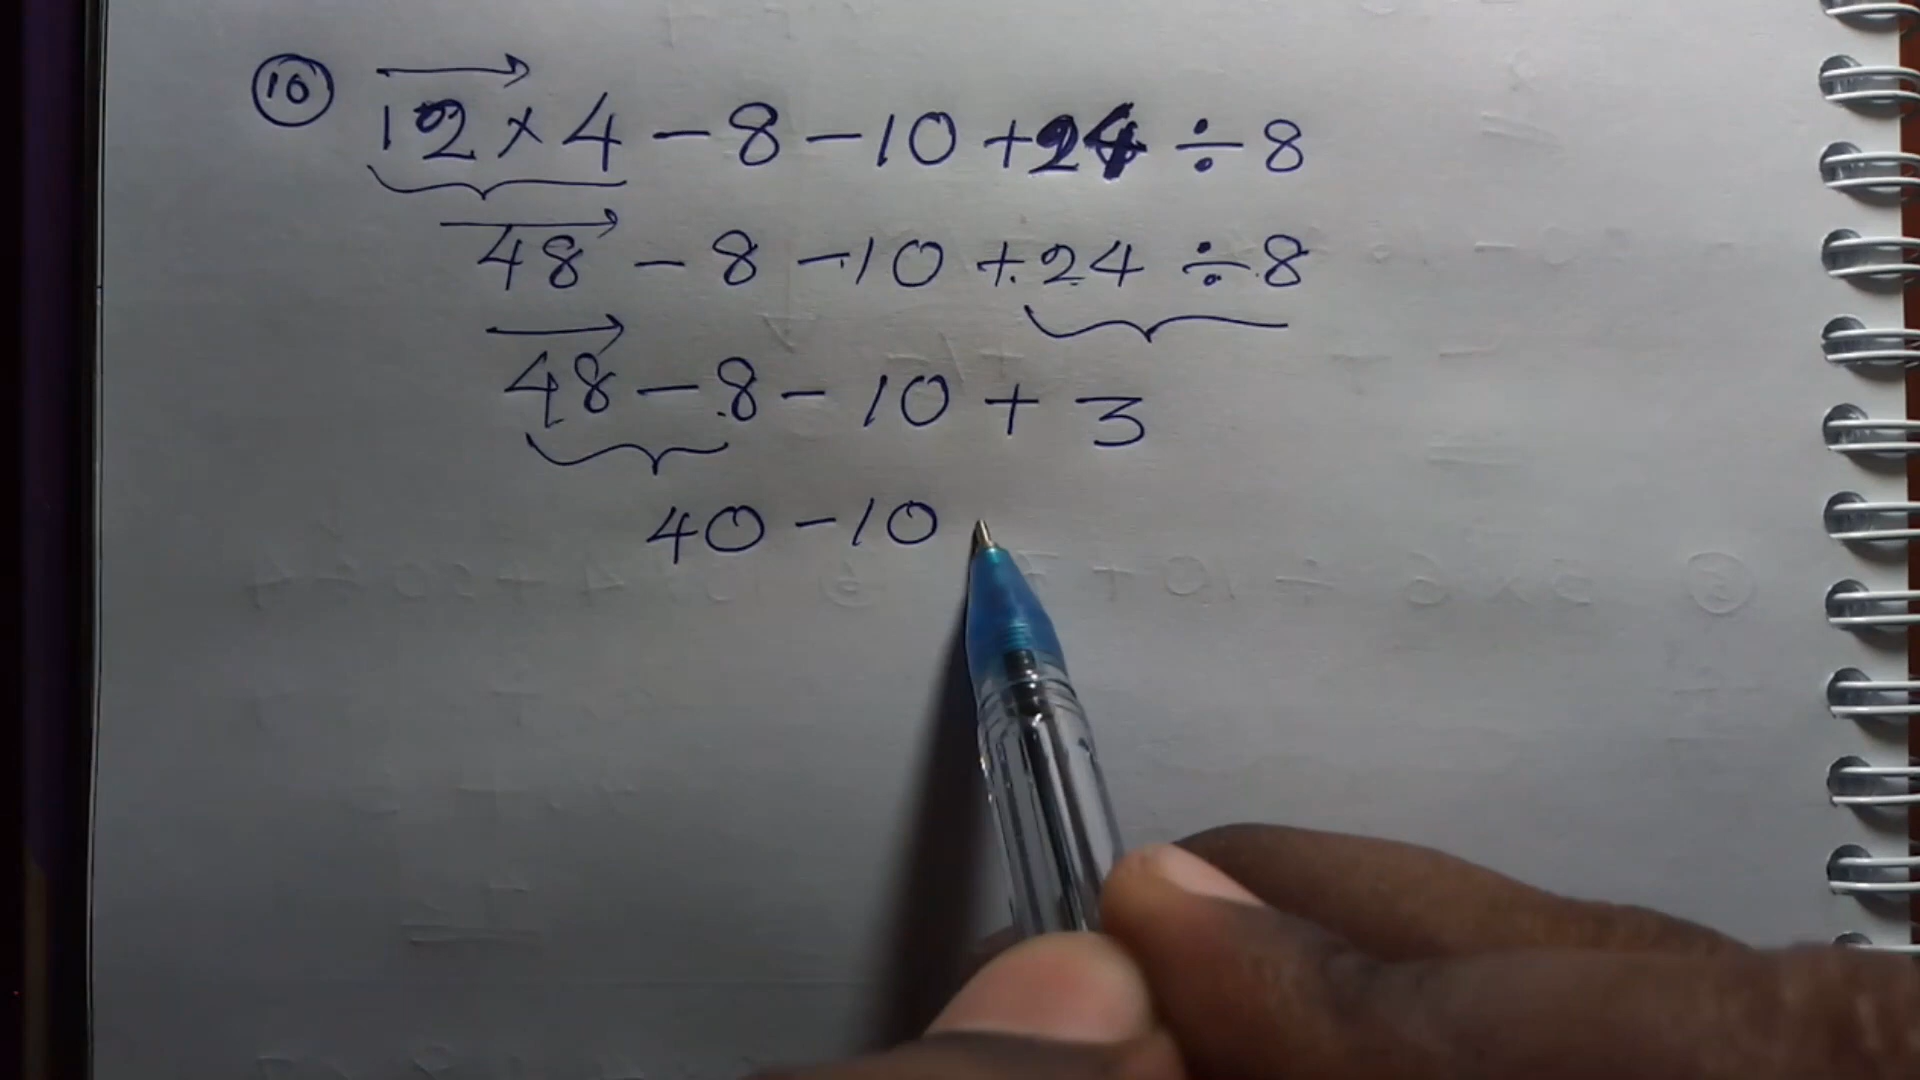 10 12 × 4 - 8 - 10 + 24 ÷ 8
48 - 8 - 10 + 24 ÷ 8
48 - 8 - 10 + 3
40 - 10